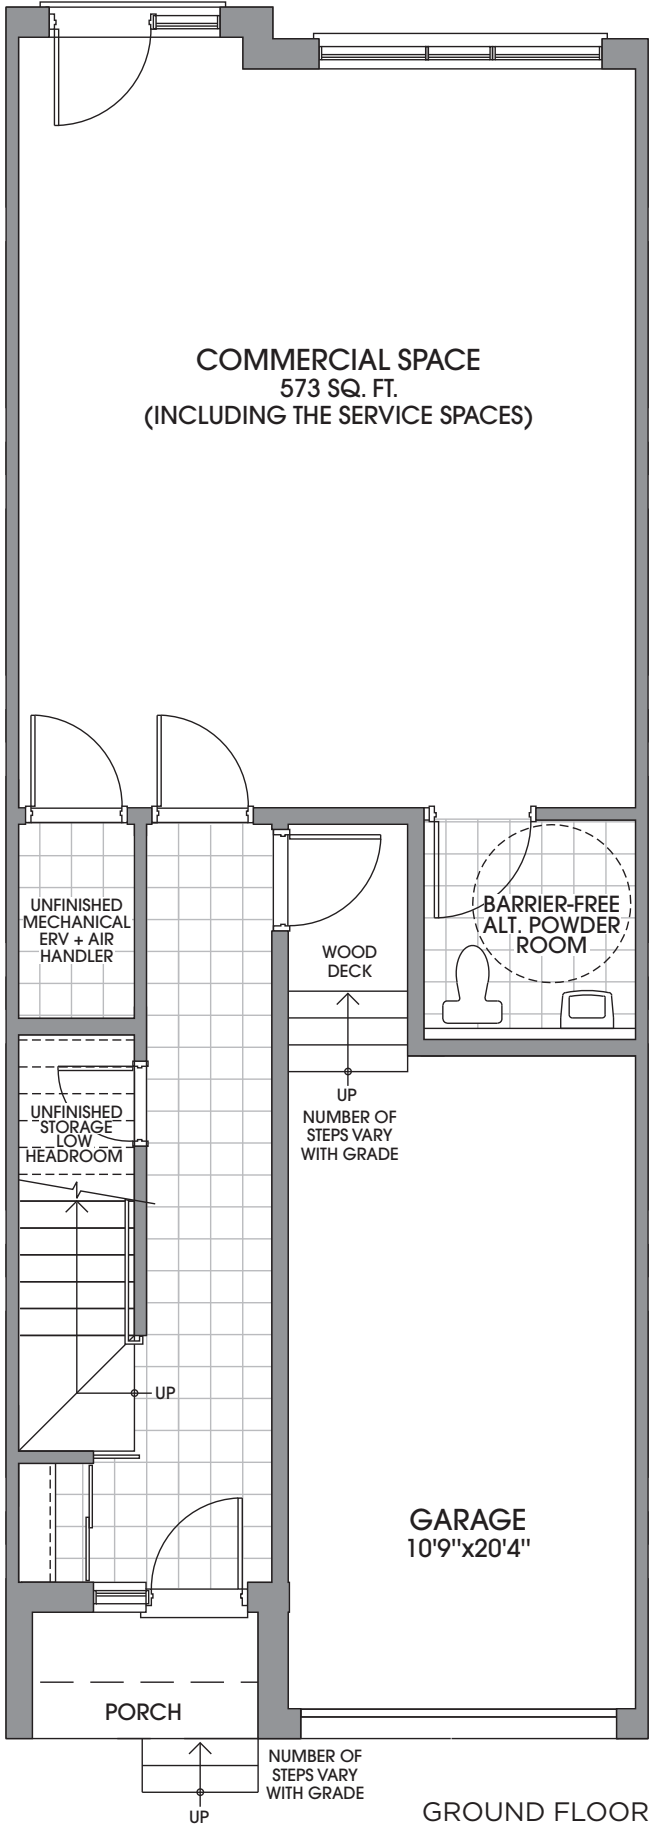 COMMERCIAL SPACE
573 SQ. FT.
(INCLUDING THE SERVICE SPACES)
UNFINISHED
MECHANICAL
ERV + AIR
HANDLER
WOOD
DECK
BARRIER-FREE
ALT. POWDER
ROOM
UP
NUMBER OF
STEPS VARY
WITH GRADE
UNFINISHED
STORAGE
LOW
HEADROOM
UP
GARAGE
10'9"x20'4"
PORCH
NUMBER OF
STEPS VARY
WITH GRADE
UP
GROUND FLOOR